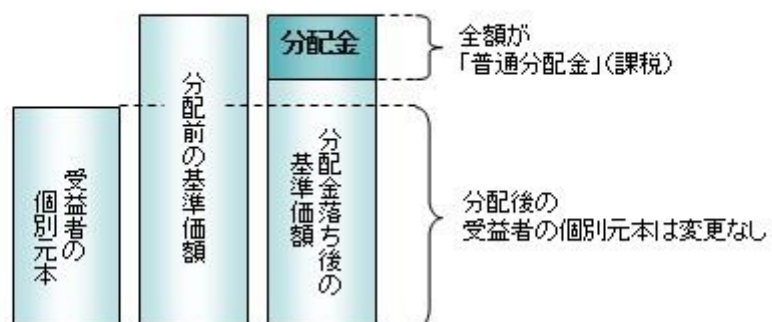 受益者の
個別元本
分配前の基準価額
分配金
分配金落ち後の
基準価額
全額が
「普通分配金」(課税)
分配後の
受益者の個別元本は変更なし